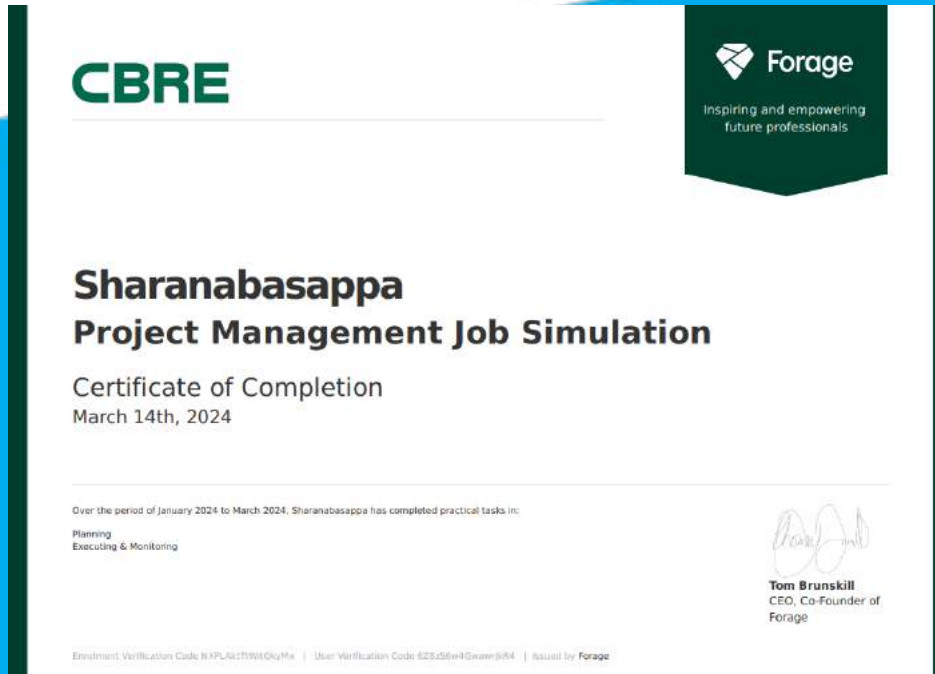 CBRE
Forage
Inspiring and empowering
future professionals
Sharanabasappa
Project Management Job Simulation
Certificate of Completion
March 14th, 2024
Over the period of January 2024 to March 2024, Sharanabasappa has completed practical tasks in:
Planning
Executing & Monitoring
Tom Brunskill
CEO, Co-Founder of
Forage
Enrolment Verification Code | User Verification Code | Issued by Forage